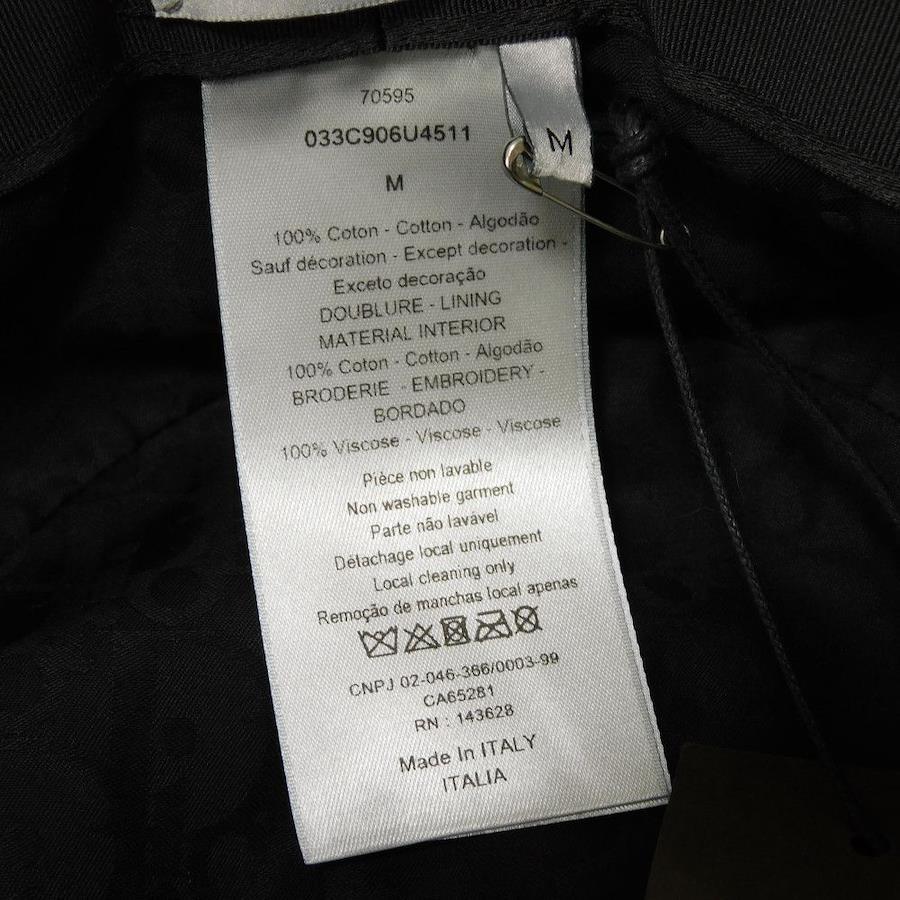 70595
033C906U4511
M
M
100% Coton - Cotton - Algodão
Sauf décoration - Except decoration -
Exceto decoração
DOUBLURE - LINING
MATERIAL INTERIOR
100% Coton - Cotton - Algodão
BRODERIE - EMBROIDERY -
BORDADO
100% Viscose - Viscose - Viscose
Pièce non lavable
Non washable garment
Parte não lavável
Détachage local uniquement
Local cleaning only
Remoção de manchas local apenas
CNPJ 02-046-366/0003-99
CA65281
RN : 143628
Made In ITALY
ITALIA